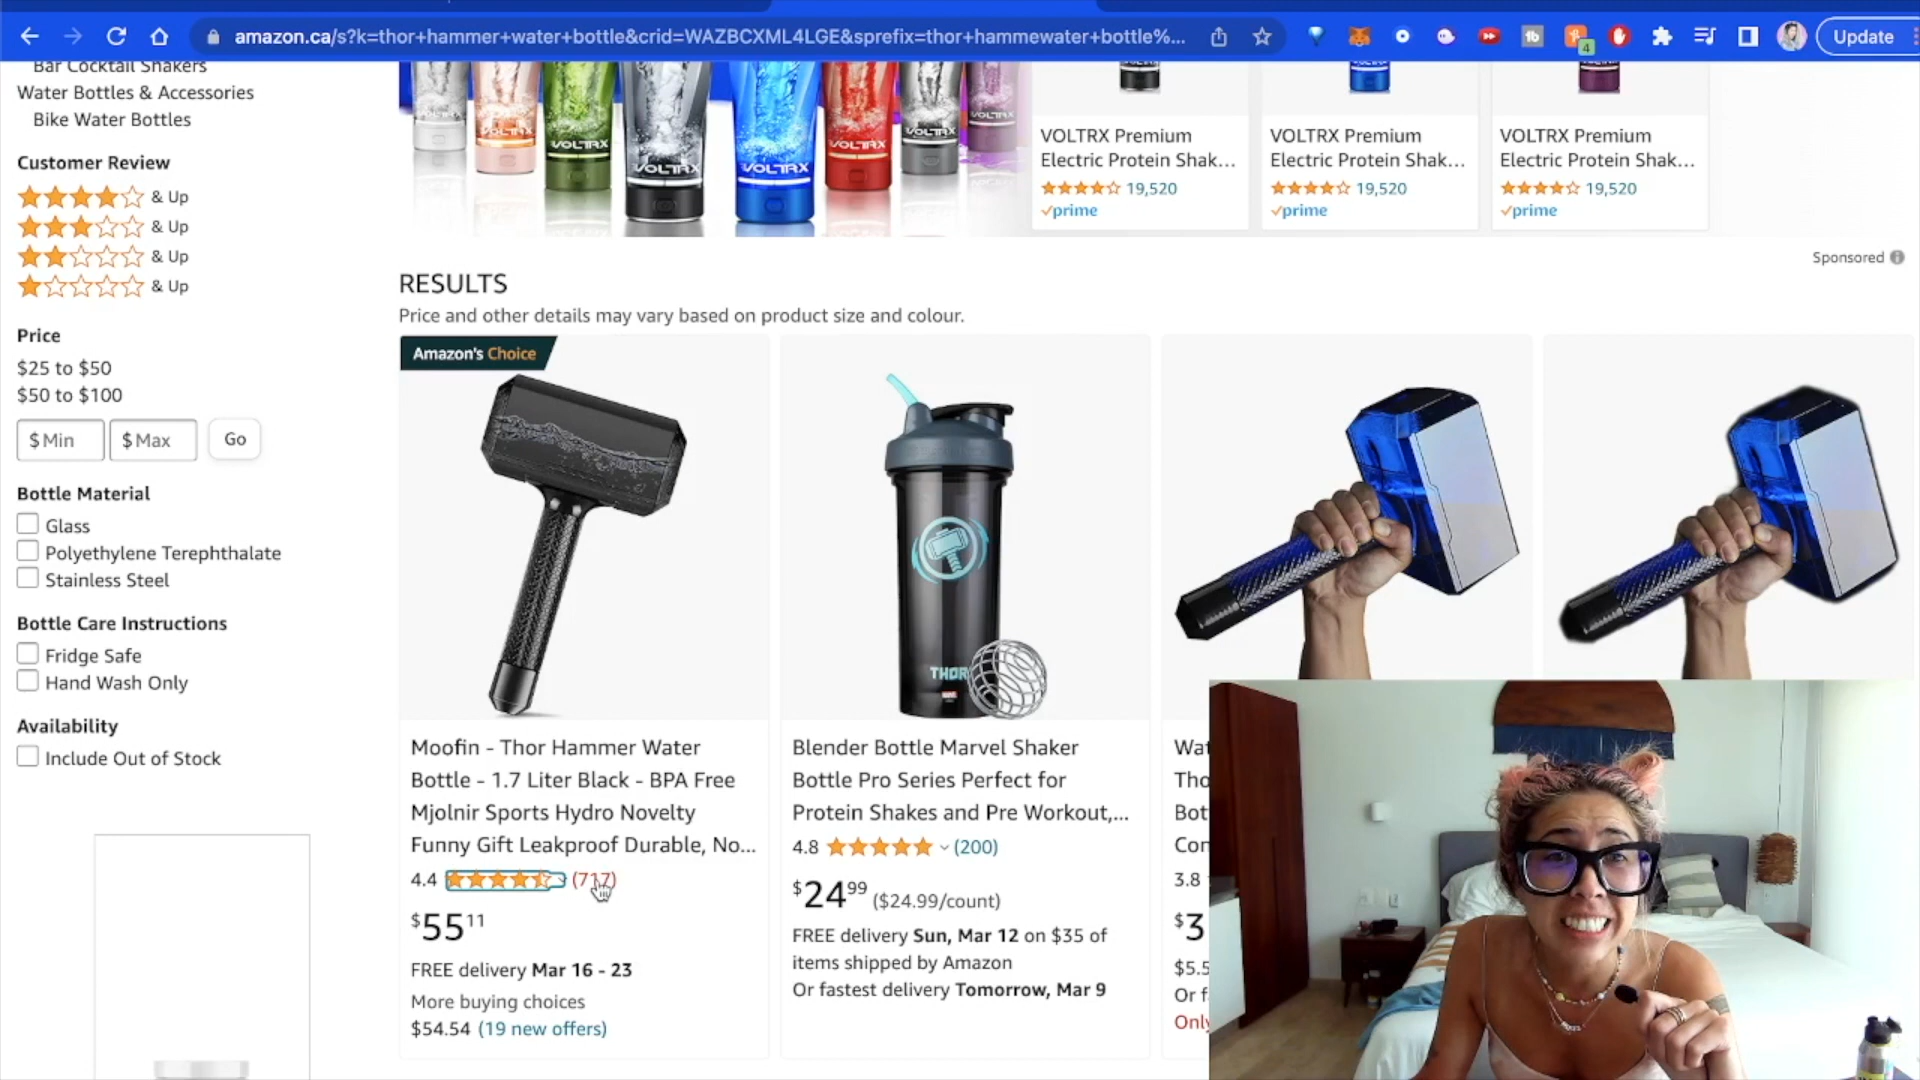 amazon.ca/s?k=thor+hammer+water+bottle&crid=WAZBCXML4LGE&sprefix=thor+hammewater+bottle%...
4
Update
Bar Cocktail Shakers
Water Bottles & Accessories
Bike Water Bottles
Customer Review
& Up
& Up
& Up
& Up
Price
$25 to $50
$50 to $100
$ Min
$ Max
Go
Bottle Material
Glass
Polyethylene Terephthalate
Stainless Steel
Bottle Care Instructions
Fridge Safe
Hand Wash Only
Availability
Include Out of Stock
VOLTRX
VOLTRX
VOLTRX
VOLTRX
VOLTRX
VOLTRX
VOLTRX
VOLTRX Premium
Electric Protein Shak...
19,520
prime
VOLTRX Premium
Electric Protein Shak...
19,520
prime
VOLTRX Premium
Electric Protein Shak...
19,520
prime
Sponsored
RESULTS
Price and other details may vary based on product size and colour.
Amazon's Choice
Moofin - Thor Hammer Water
Bottle - 1.7 Liter Black - BPA Free
Mjolnir Sports Hydro Novelty
Funny Gift Leakproof Durable, No...
4.4 (717)
$55 11
FREE delivery Mar 16 - 23
More buying choices
$54.54 (19 new offers)
THOR
Blender Bottle Marvel Shaker
Bottle Pro Series Perfect for
Protein Shakes and Pre Workout,...
4.8 (200)
$24 99 ($24.99/count)
FREE delivery Sun, Mar 12 on $35 of
items shipped by Amazon
Or fastest delivery Tomorrow, Mar 9
Wat
Tho
Bot
Con
3.8
$3
$5.5
Or f
Only